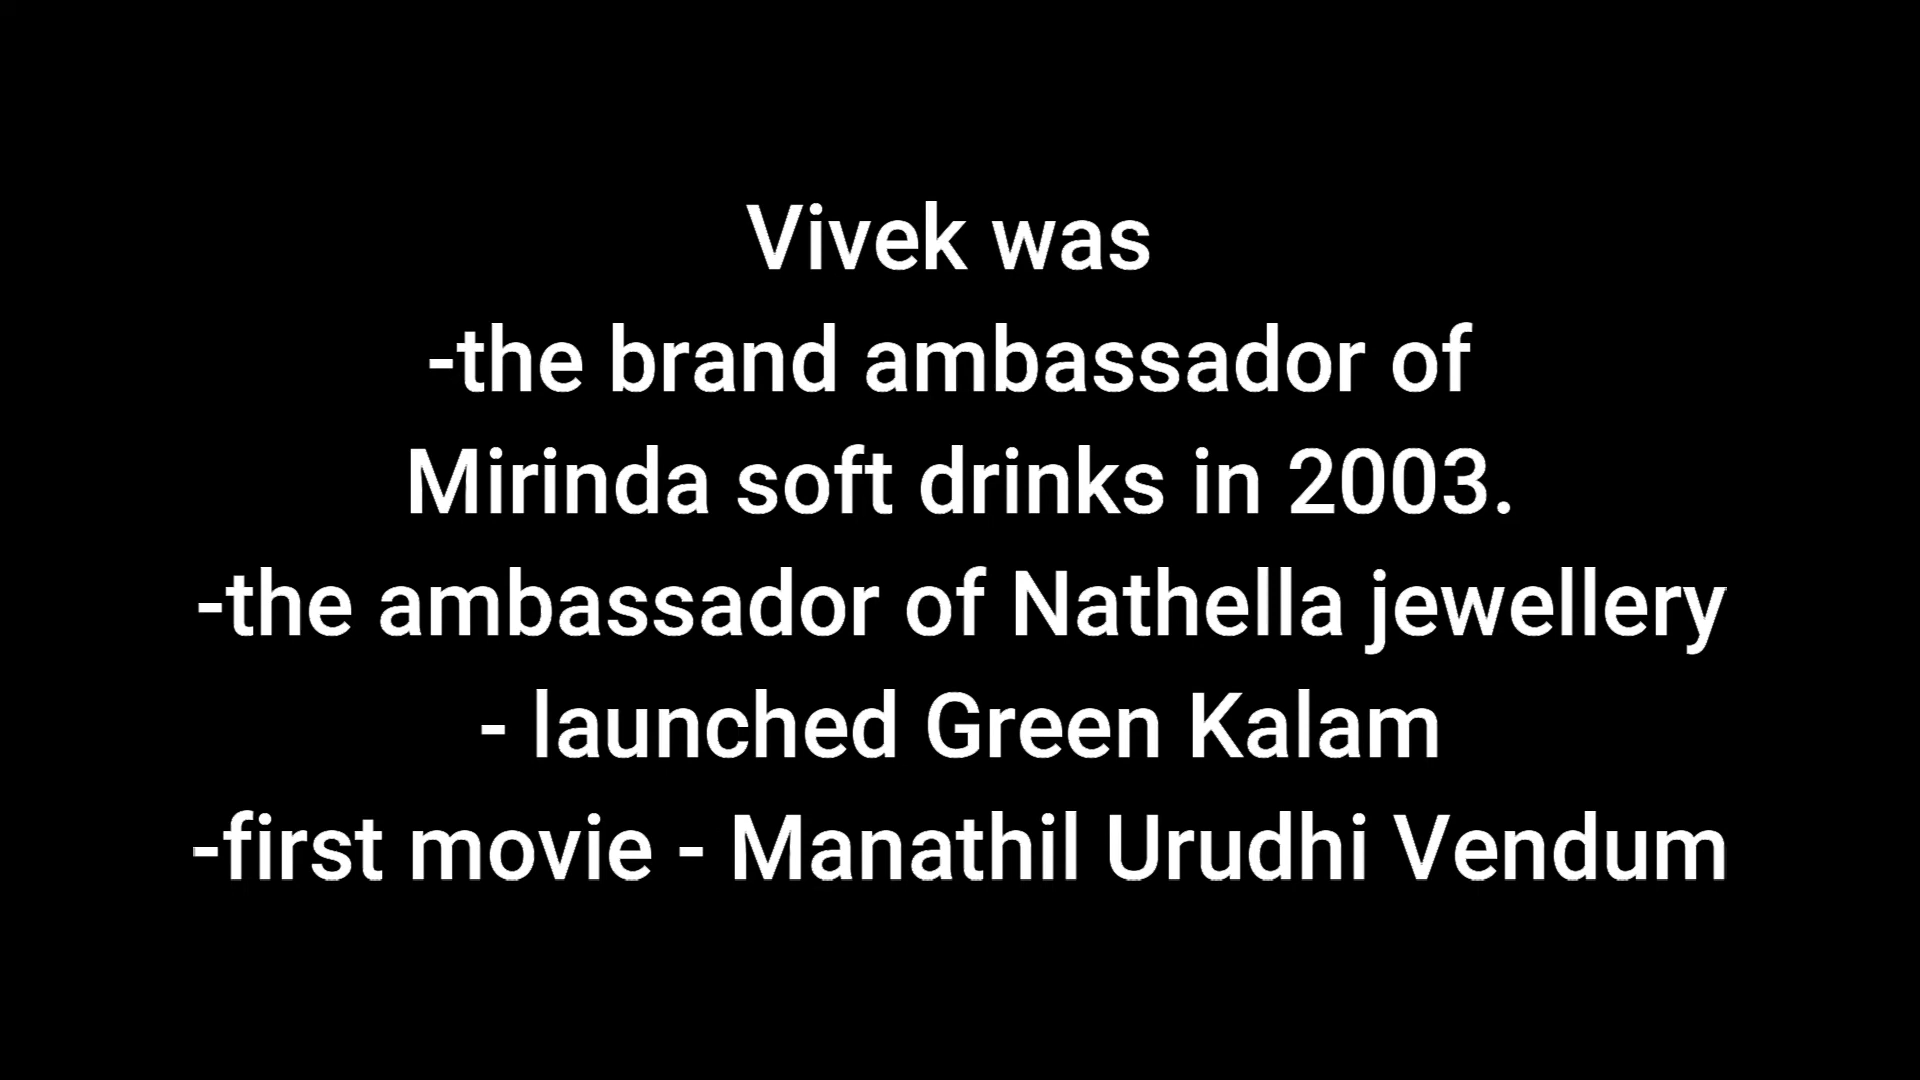 Vivek was
-the brand ambassador of
Mirinda soft drinks in 2003.
-the ambassador of Nathella jewellery
- launched Green Kalam
-first movie - Manathil Urudhi Vendum